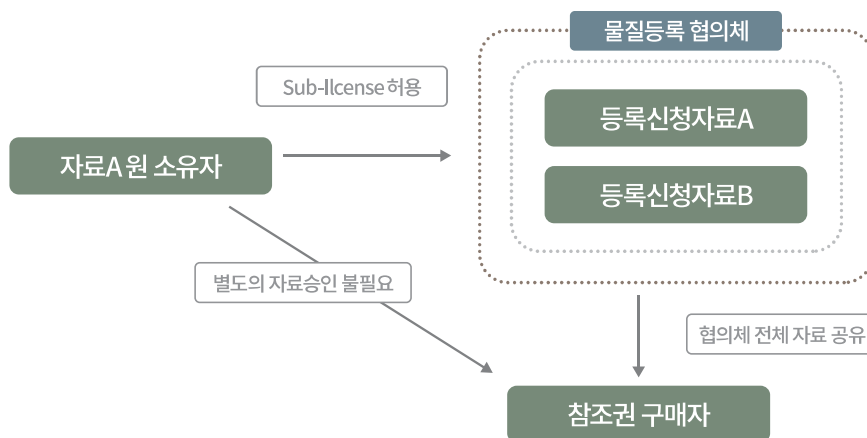 물질등록 협의체
Sub-Ilcense 허용
등록신청자료A
자료A 원 소유자
등록신청자료B
별도의 자료승인 불필요
협의체 전체 자료 공유
참조권 구매자